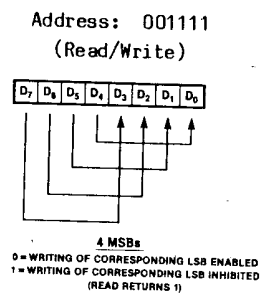 Address: 001111
(Read/Write)
D7 D6 D5 D4 D3 D2 D1 D0
4 MSBs
0 = WRITING OF CORRESPONDING LSB ENABLED
1 = WRITING OF CORRESPONDING LSB INHIBITED
(READ RETURNS 1)